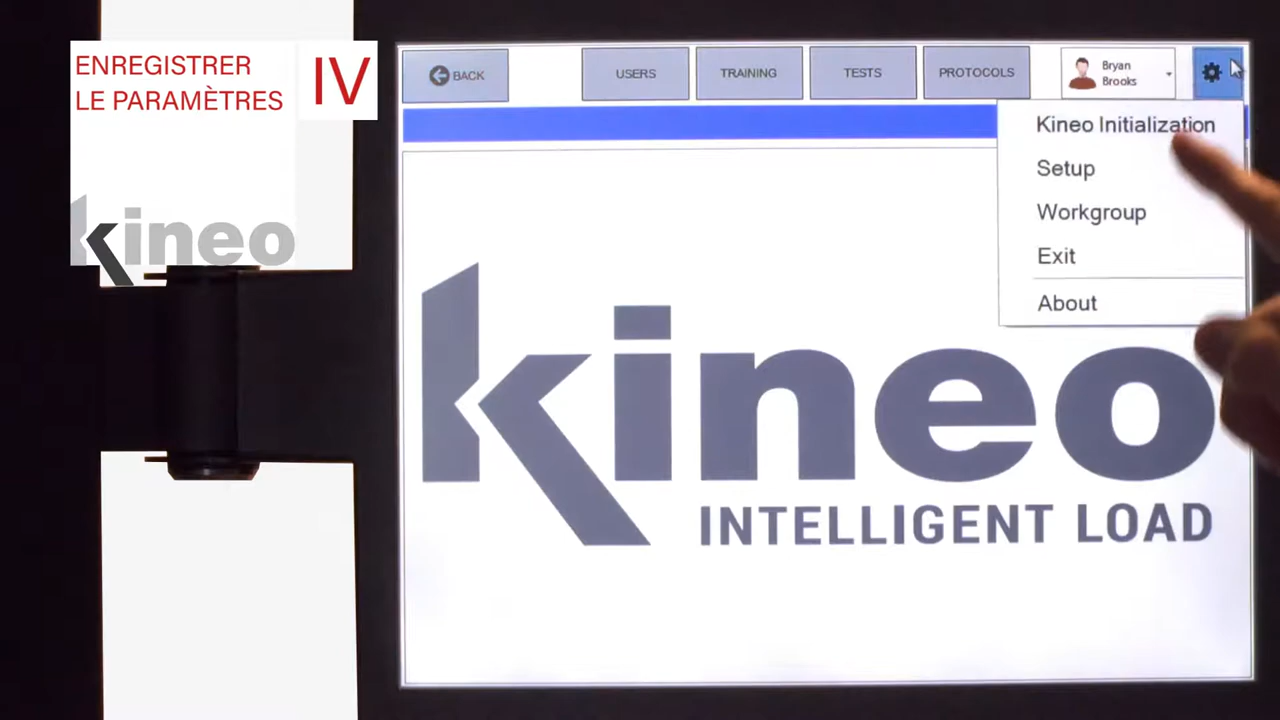 ENREGISTRER
LE PARAMÈTRES
IV
kineo
BACK
USERS
TRAINING
TESTS
PROTOCOLS
Bryan
Brooks
Kineo Initialization
Setup
Workgroup
Exit
About
kineo
INTELLIGENT LOAD